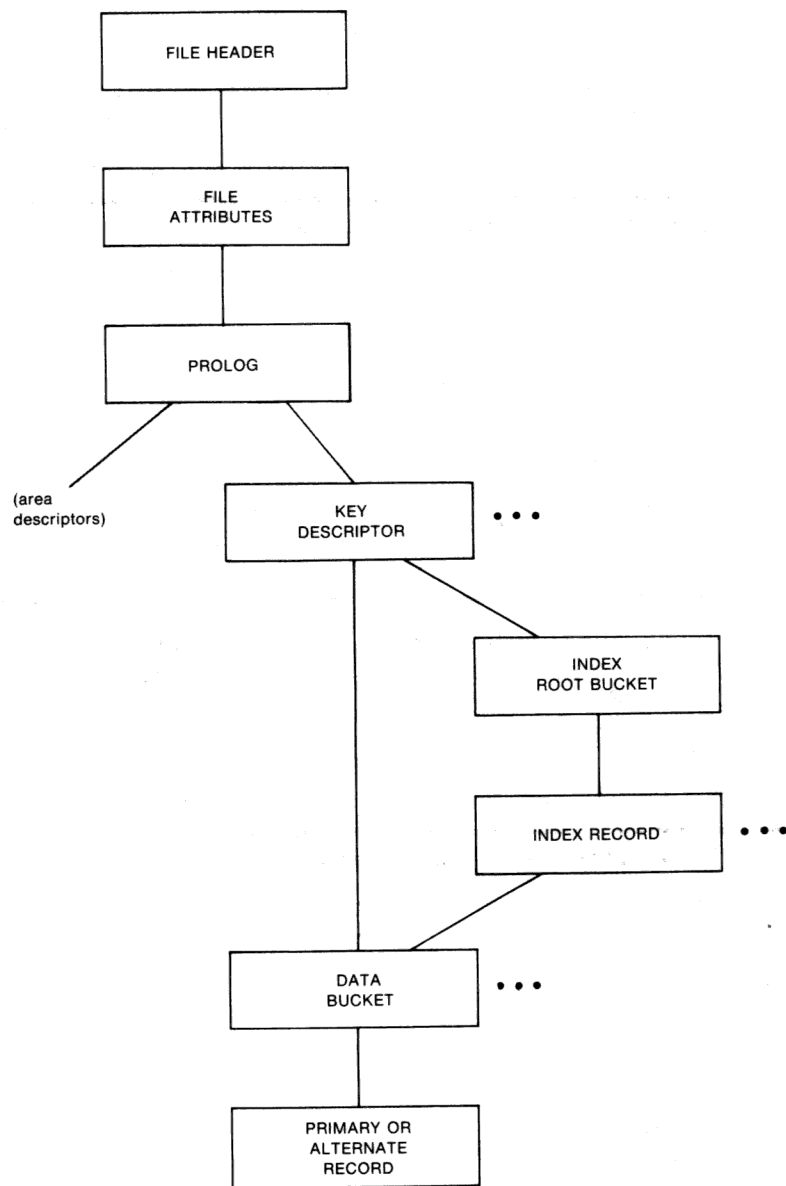 FILE HEADER
FILE
ATTRIBUTES
PROLOG
(area
descriptors)
KEY
DESCRIPTOR
INDEX
ROOT BUCKET
INDEX RECORD
DATA
BUCKET
PRIMARY OR
ALTERNATE
RECORD